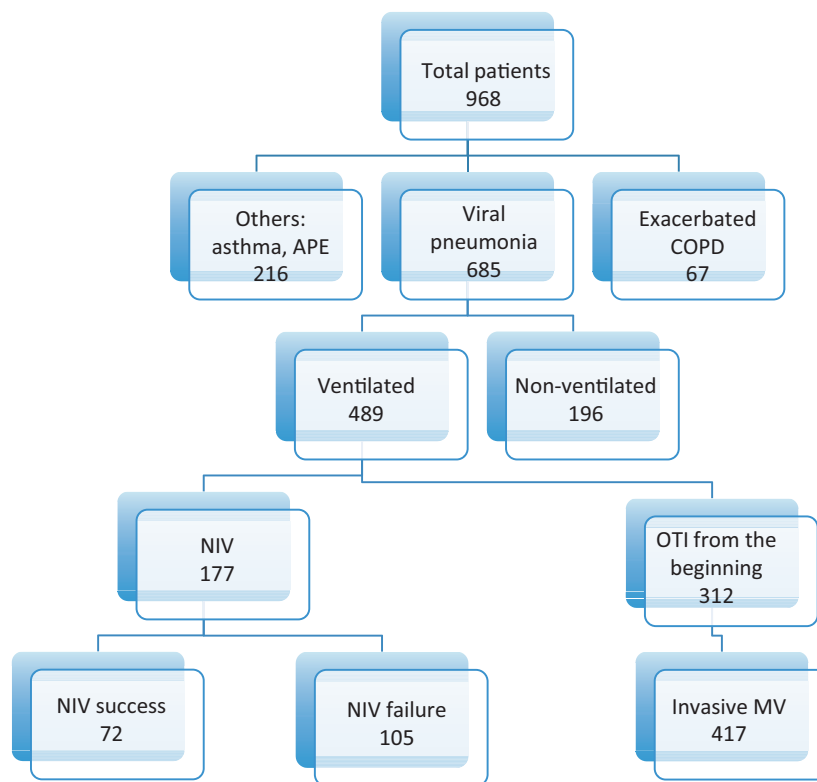 Total patients
968
Others:
asthma, APE
216
Viral
pneumonia
685
Exacerbated
COPD
67
Ventilated
489
Non-ventilated
196
NIV
177
OTI from the
beginning
312
NIV success
72
NIV failure
105
Invasive MV
417